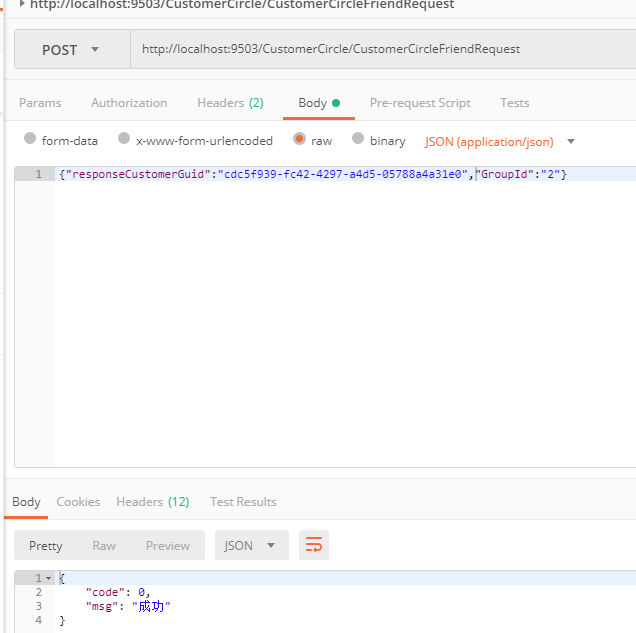 http://localhost:9503/CustomerCircle/CustomerCircleFriendRequest
POST http://localhost:9503/CustomerCircle/CustomerCircleFriendRequest
Params Authorization Headers (2) Body Pre-request Script Tests
form-data x-www-form-urlencoded raw binary JSON (application/json)
1 {"responseCustomerGuid":"cdc5f939-fc42-4297-a4d5-05788a4a31e0","GroupId":"2"}
Body Cookies Headers (12) Test Results
Pretty Raw Preview JSON
1 {
2 "code": 0,
3 "msg": "成功"
4 }